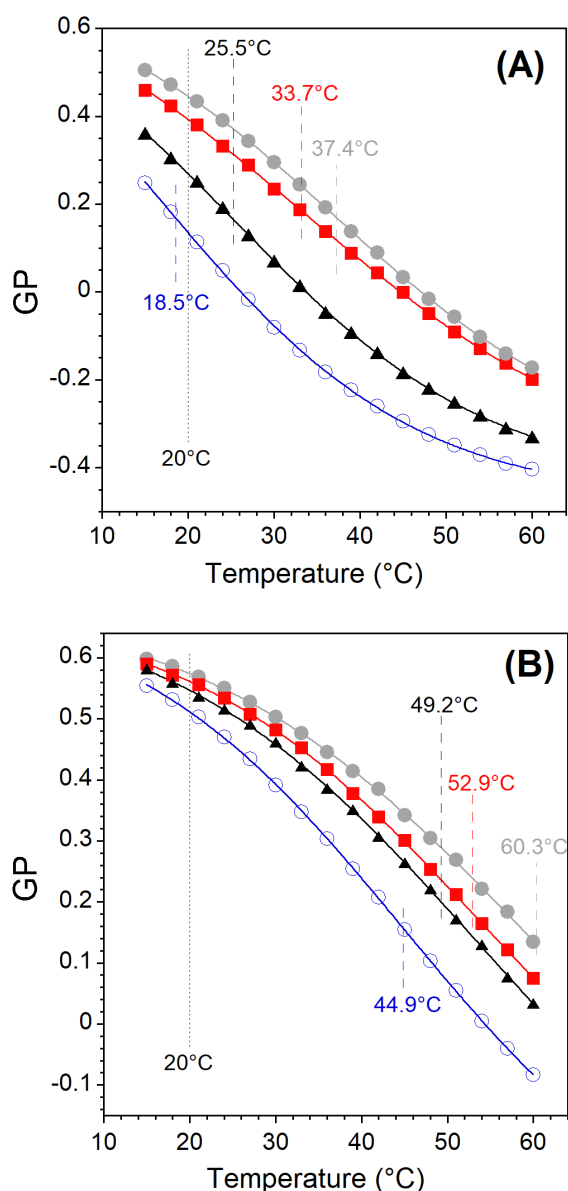 (A)
0.6
0.4
0.2
0
-0.2
-0.4
GP
25.5°C
33.7°C
37.4°C
18.5°C
20°C
10 20 30 40 50 60
Temperature (°C)
(B)
0.6
0.5
0.4
0.3
0.2
0.1
0
-0.1
GP
49.2°C
52.9°C
60.3°C
44.9°C
20°C
10 20 30 40 50 60
Temperature (°C)